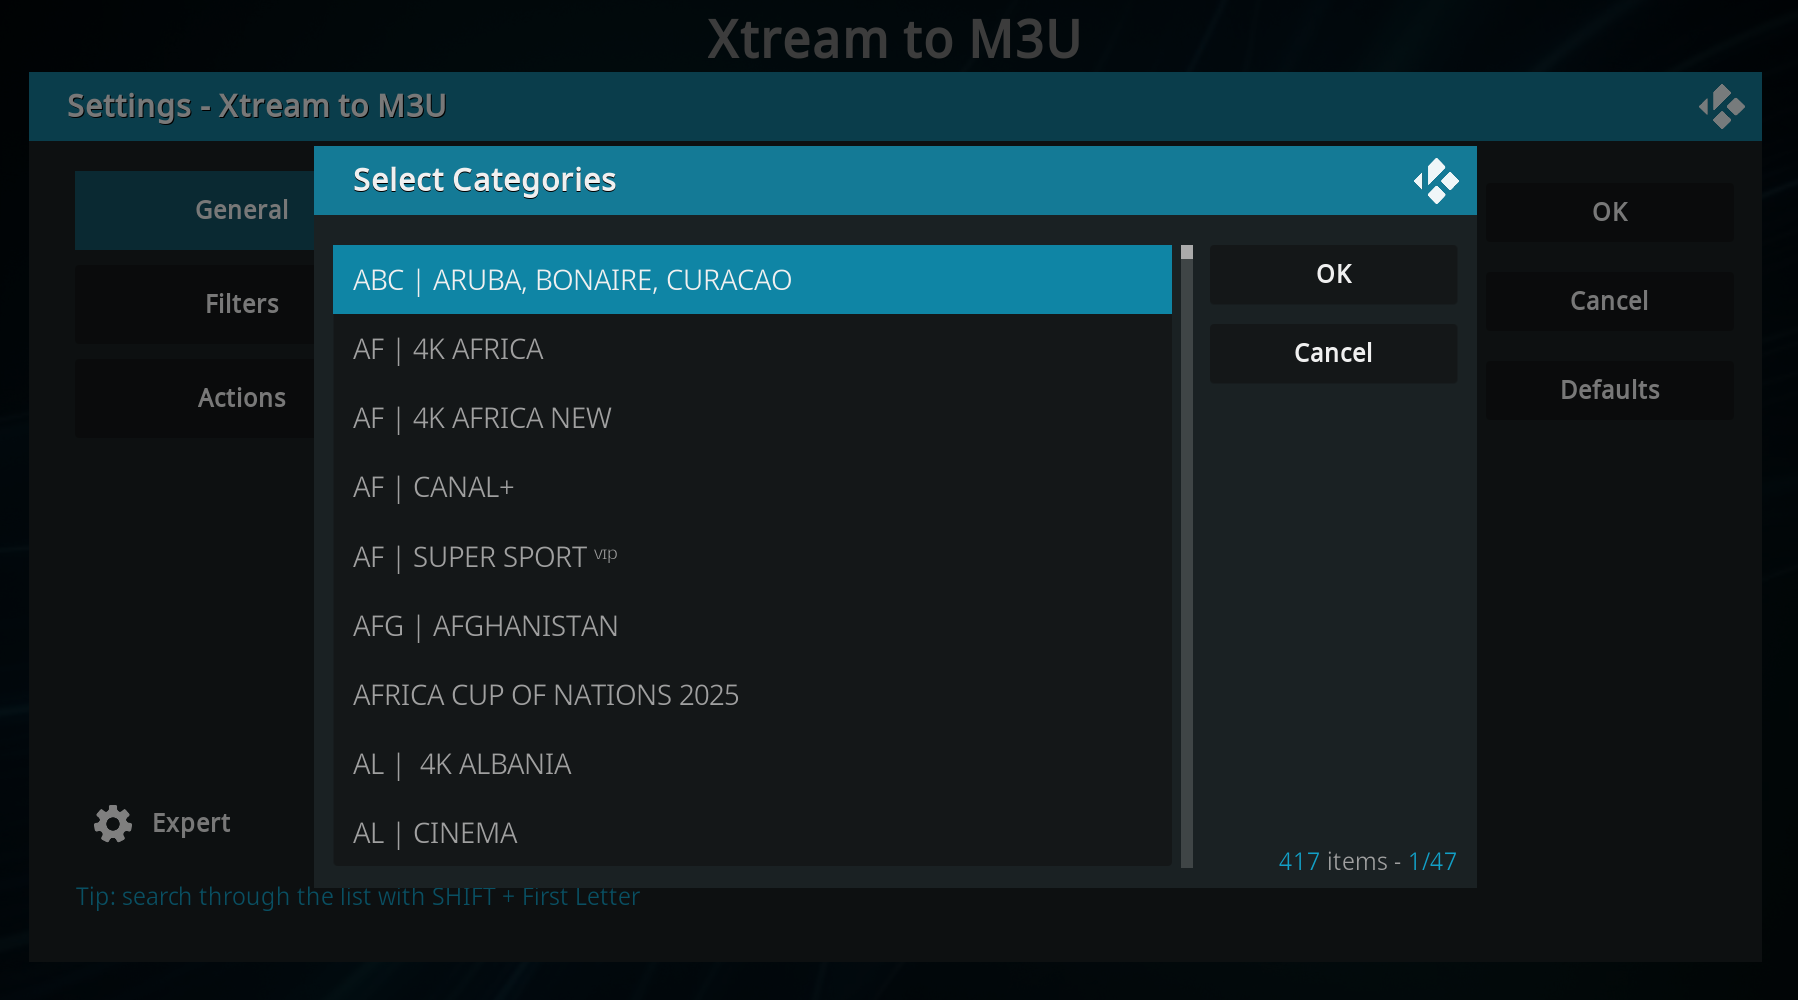 Xtream to M3U
Settings - Xtream to M3U
Select Categories
General
Filters
Actions
ABC | ARUBA, BONAIRE, CURACAO
AF | 4K AFRICA
AF | 4K AFRICA NEW
AF | CANAL+
AF | SUPER SPORT ᵛᶦᵖ
AFG | AFGHANISTAN
AFRICA CUP OF NATIONS 2025
AL |  4K ALBANIA
AL | CINEMA
OK
Cancel
417 items - 1/47
OK
Cancel
Defaults
Expert
Tip: search through the list with SHIFT + First Letter